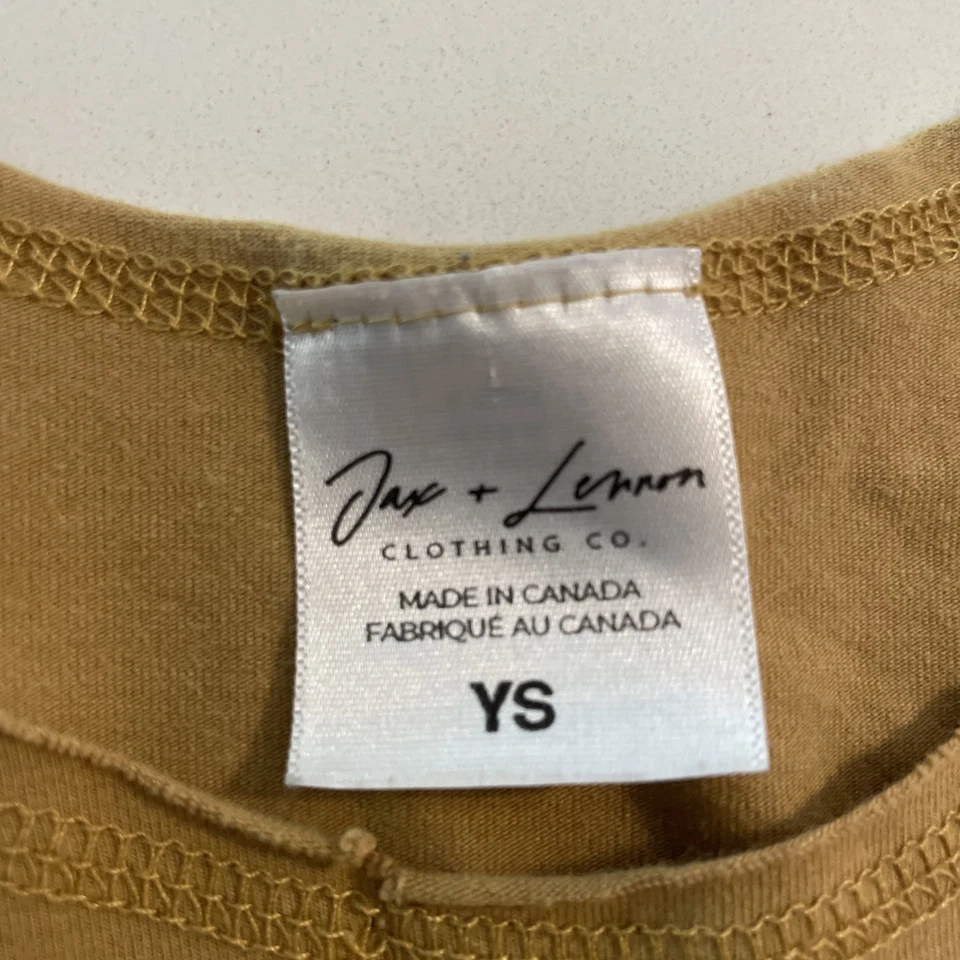 Jax + Lennon
CLOTHING CO.
MADE IN CANADA
FABRIQUÉ AU CANADA
YS